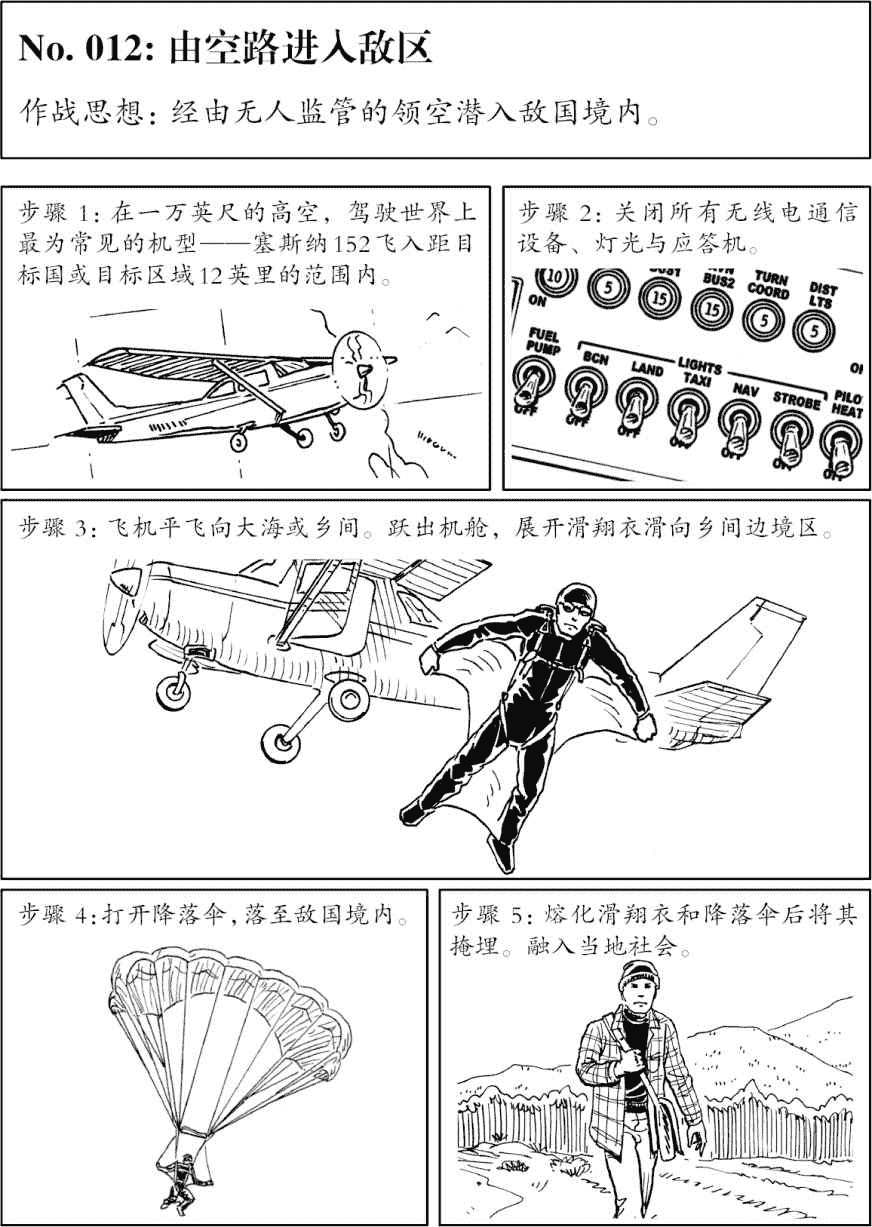 No. 012: 由空路进入敌区
作战思想: 经由无人监管的领空潜入敌国境内。
步骤 1: 在一万英尺的高空，驾驶世界上
最为常见的机型——塞斯纳152飞入距目
标国或目标区域12英里的范围内。
步骤 2: 关闭所有无线电通信
设备、灯光与应答机。
BUS2
TURN
COORD
DIST
LTS
10
5
15
15
5
5
ON
FUEL
PUMP
BCN
LAND
LIGHTS
TAXI
NAV
STROBE
HEAT
OFF
OFF
OFF
OFF
OFF
OFF
OFF
步骤 3: 飞机平飞向大海或乡间。跃出机舱，展开滑翔衣滑向乡间边境区。
步骤 4:打开降落伞,落至敌国境内。
步骤 5: 熔化滑翔衣和降落伞后将其
掩埋。融入当地社会。